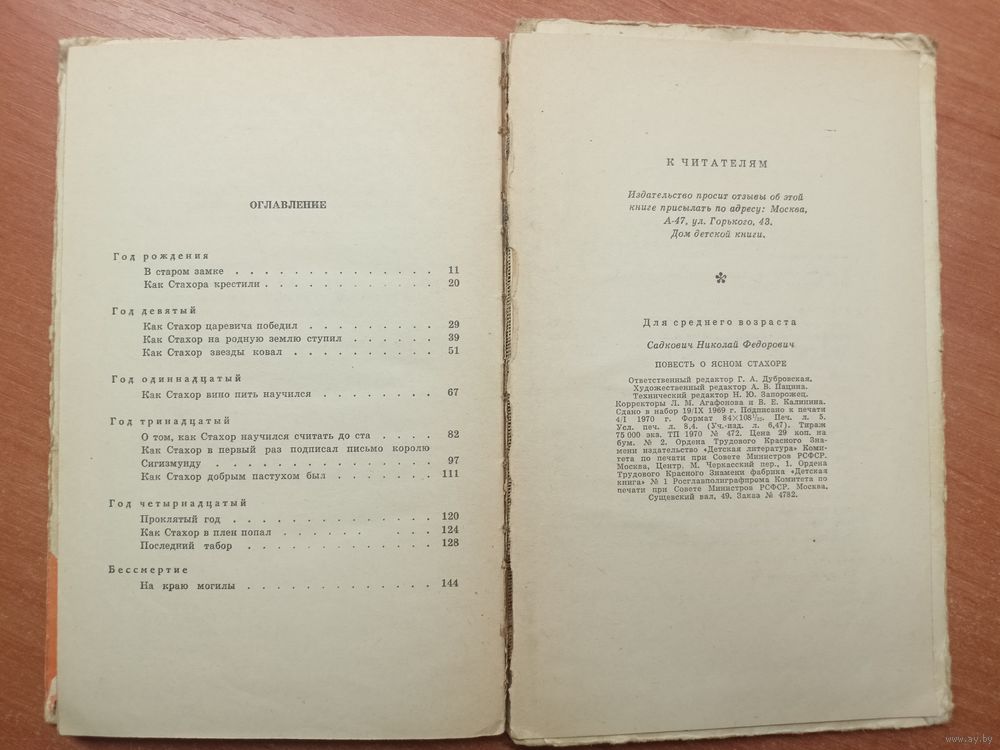 ОГЛАВЛЕНИЕ
Год рождения
В старом замке . . . . . . . . . . . . . . 11
Как Стахора крестили . . . . . . . . . . . . 20
Год девятый
Как Стахор царевича победил . . . . . . . . . 29
Как Стахор на родную землю ступил . . . . . . 39
Как Стахор звезды ковал . . . . . . . . . . . 51
Год одиннадцатый
Как Стахор вино пить научился . . . . . . . . 67
Год тринадцатый
О том, как Стахор научился считать до ста . . . . 82
Как Стахор в первый раз подписал письмо королю
Сигизмунду . . . . . . . . . . . . . . . 97
Как Стахор добрым пастухом был . . . . . . . 111
Год четырнадцатый
Проклятый год . . . . . . . . . . . . . . 120
Как Стахор в плен попал . . . . . . . . . 124
Последний табор . . . . . . . . . . . . . 128
Бессмертие
На краю могилы . . . . . . . . . . . . . 144
К ЧИТАТЕЛЯМ
Издательство просит отзывы об этой
книге присылать по адресу: Москва,
А-47, ул. Горького, 43.
Дом детской книги.
Для среднего возраста
Садкович Николай Федорович
ПОВЕСТЬ О ЯСНОМ СТАХОРЕ
Ответственный редактор Г. А. Дубровская.
Художественный редактор А. В. Пацина.
Технический редактор Н. Ю. Запорожец.
Корректоры Л. М. Агафонова и В. Е. Калинина.
Сдано в набор 19/IX 1969 г. Подписано к печати
4/I 1970 г. Формат 84×108¹/₃₂. Печ. л. 5.
Усл. печ. л. 8,4. (Уч.-изд. л. 6,47). Тираж
75 000 экз. ТП 1970 № 472. Цена 29 коп. на
бум. № 2. Ордена Трудового Красного Зна-
мени издательство «Детская литература» Коми-
тета по печати при Совете Министров РСФСР.
Москва, Центр, М. Черкасский пер., 1. Ордена
Трудового Красного Знамени фабрика «Детская
книга» № 1 Росглавполиграфпрома Комитета по
печати при Совете Министров РСФСР. Москва,
Сущевский вал, 49. Заказ № 4782.
www.ay.by